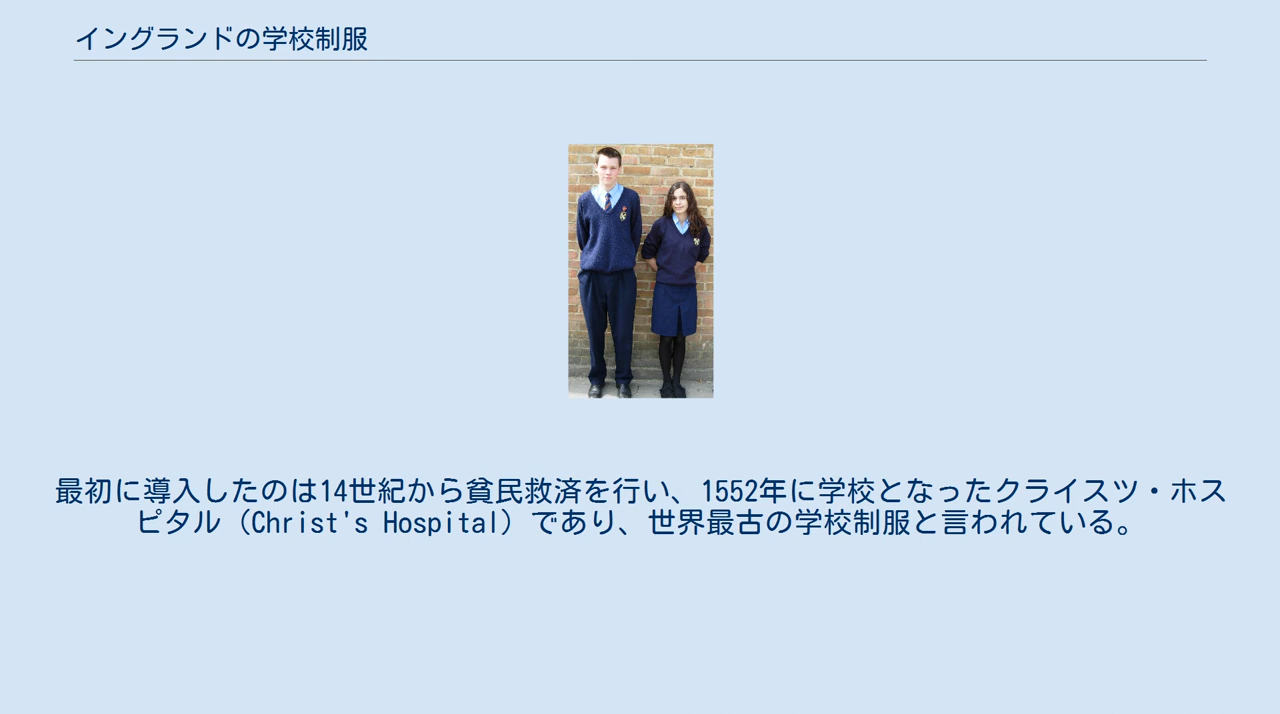 イングランドの学校制服
最初に導入したのは14世紀から貧民救済を行い、1552年に学校となったクライスツ・ホス
ピタル（Christ's Hospital）であり、世界最古の学校制服と言われている。